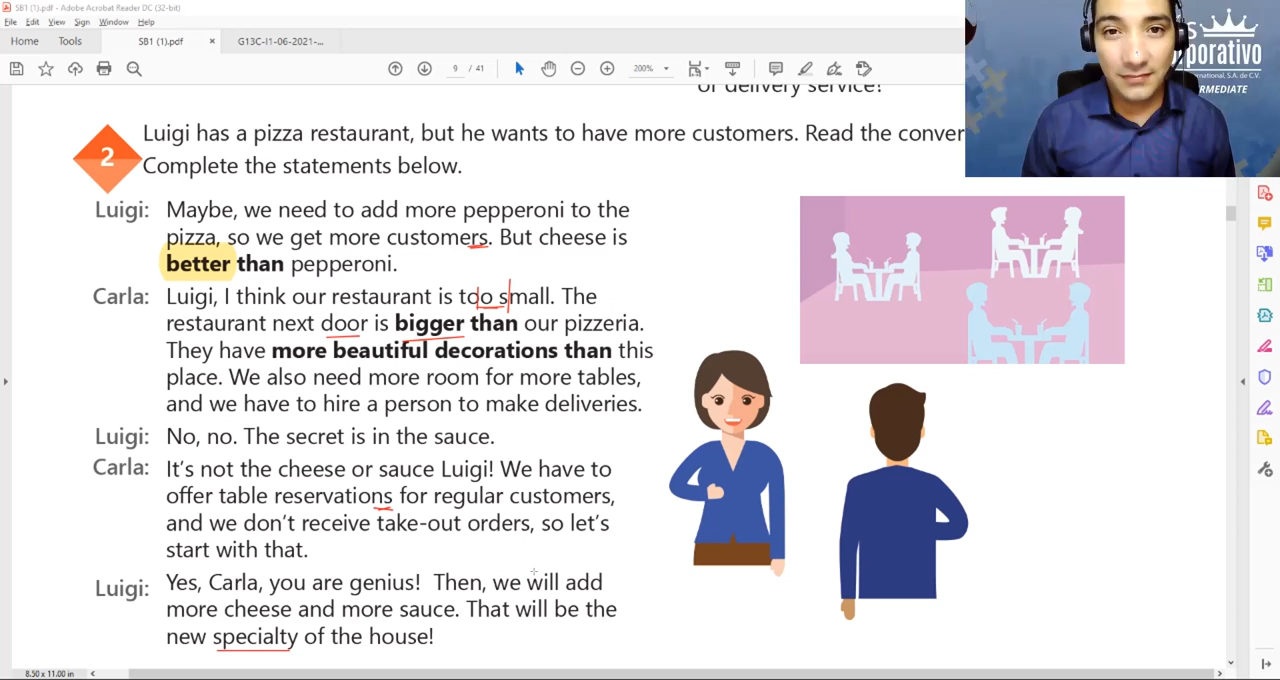 SB1 (1).pdf - Adobe Acrobat Reader DC (32-bit)
File Edit View Sign Window Help
Home Tools SB1 (1).pdf × G13C-I1-06-2021-...
9 / 41 200%
or delivery service?
2
Luigi has a pizza restaurant, but he wants to have more customers. Read the conver
Complete the statements below.
Luigi: Maybe, we need to add more pepperoni to the
pizza, so we get more customers. But cheese is
better than pepperoni.
Carla: Luigi, I think our restaurant is too small. The
restaurant next door is bigger than our pizzeria.
They have more beautiful decorations than this
place. We also need more room for more tables,
and we have to hire a person to make deliveries.
Luigi: No, no. The secret is in the sauce.
Carla: It's not the cheese or sauce Luigi! We have to
offer table reservations for regular customers,
and we don't receive take-out orders, so let's
start with that.
Luigi: Yes, Carla, you are genius! Then, we will add
more cheese and more sauce. That will be the
new specialty of the house!
8.50 x 11.00 in
S
porativo
ternational, S.A. de C.V.
RMEDIATE